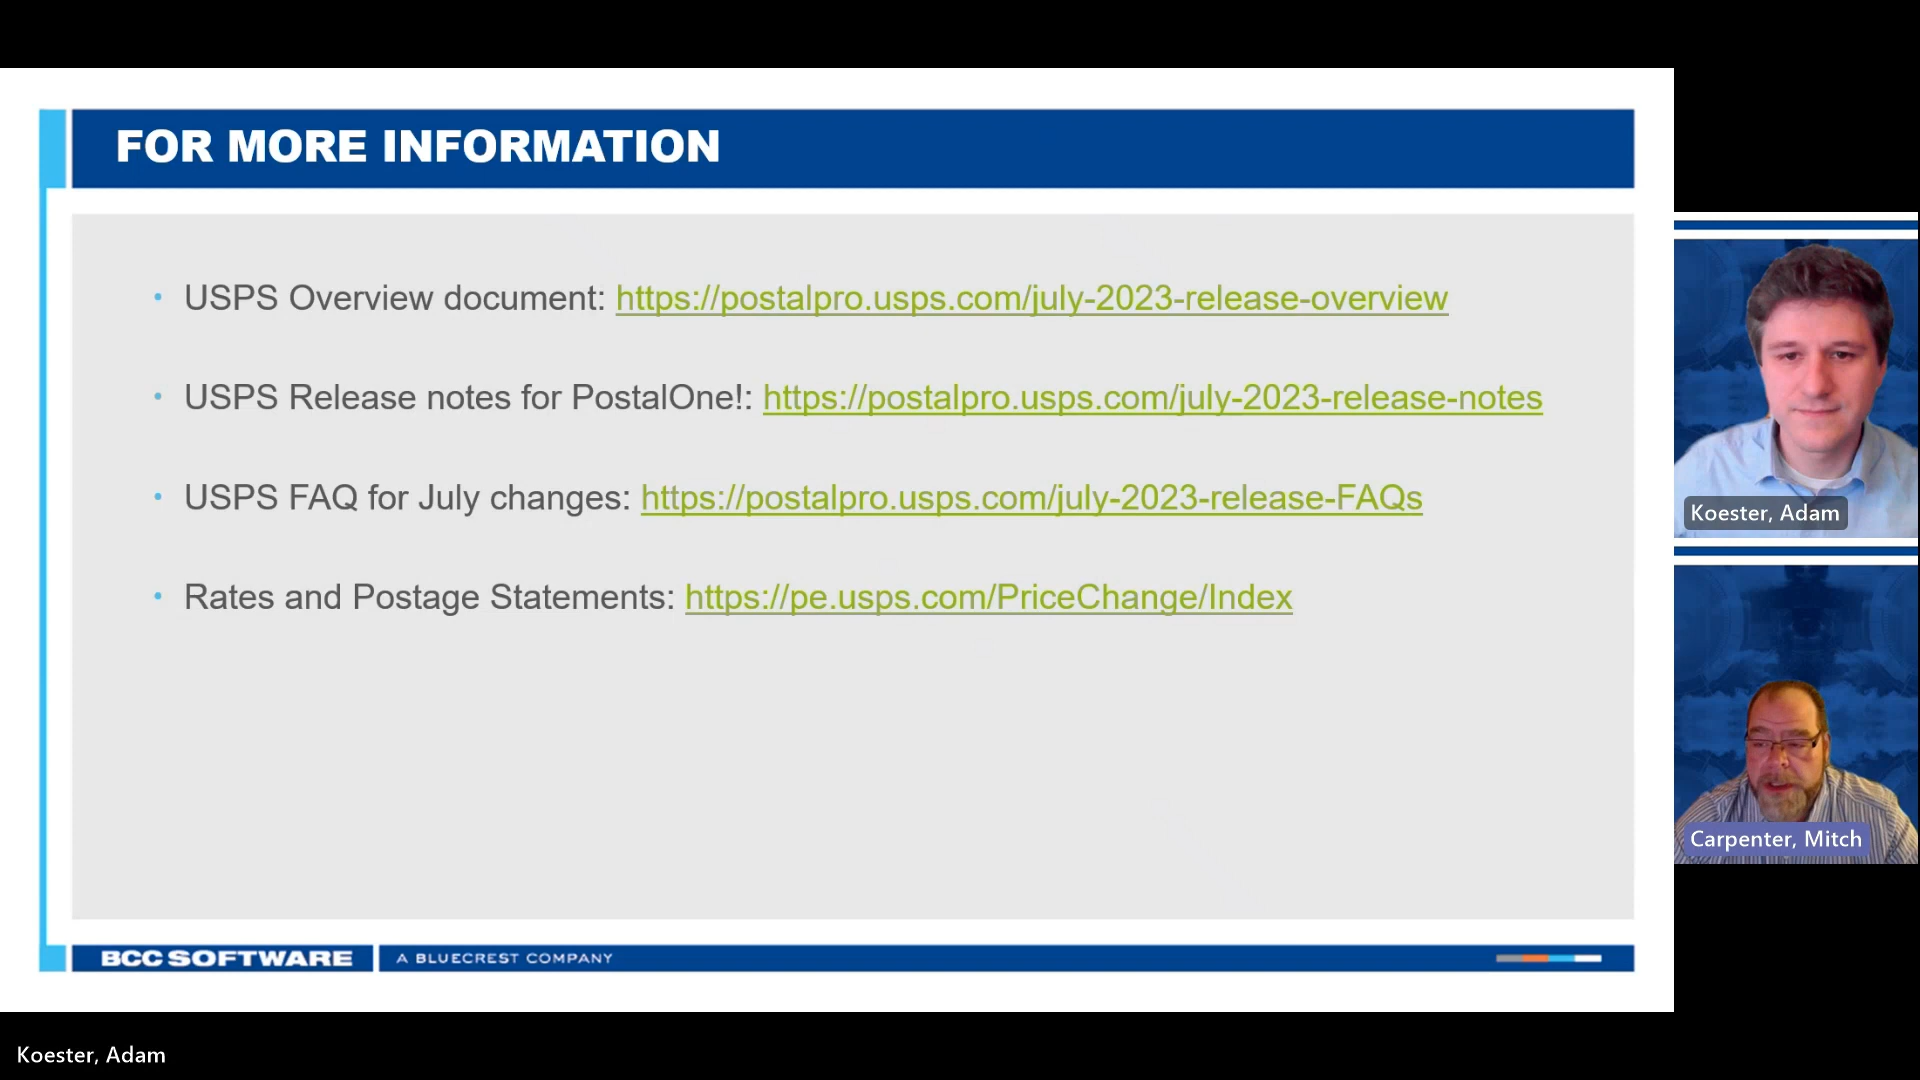 FOR MORE INFORMATION
• USPS Overview document: https://postalpro.usps.com/july-2023-release-overview
• USPS Release notes for PostalOne!: https://postalpro.usps.com/july-2023-release-notes
• USPS FAQ for July changes: https://postalpro.usps.com/july-2023-release-FAQs
• Rates and Postage Statements: https://pe.usps.com/PriceChange/Index
BCC SOFTWARE A BLUECREST COMPANY
Koester, Adam
Carpenter, Mitch
Koester, Adam